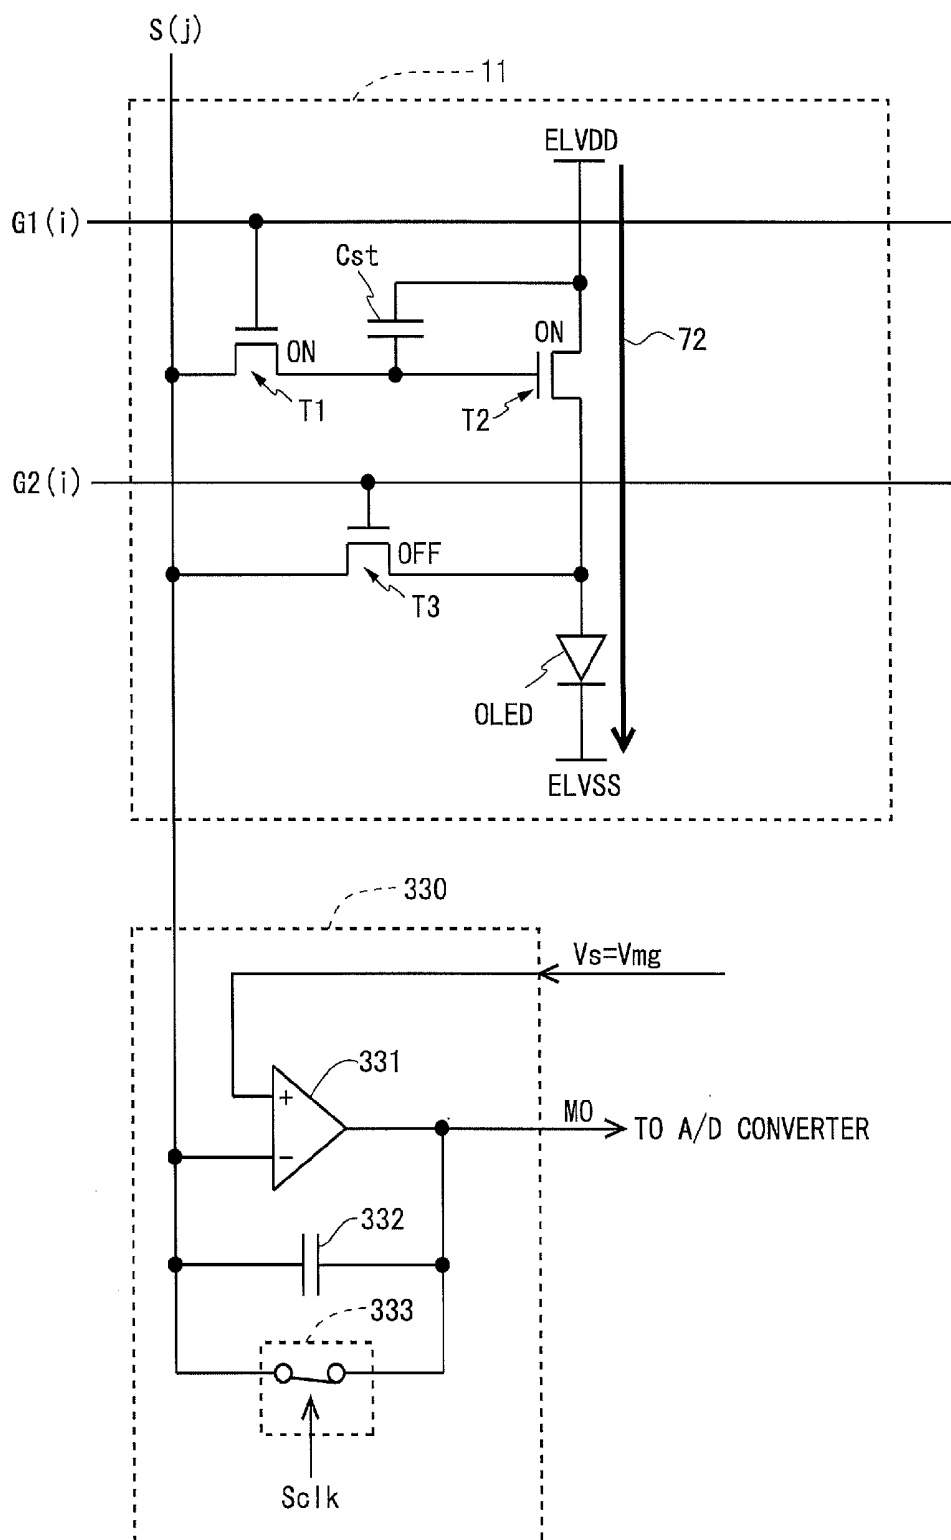 S(j)
11
ELVDD
G1(i)
Cst
ON
ON
72
T1
T2
G2(i)
OFF
T3
OLED
ELVSS
330
Vs=Vmg
331
+
MO
TO A/D CONVERTER
−
332
333
Sclk